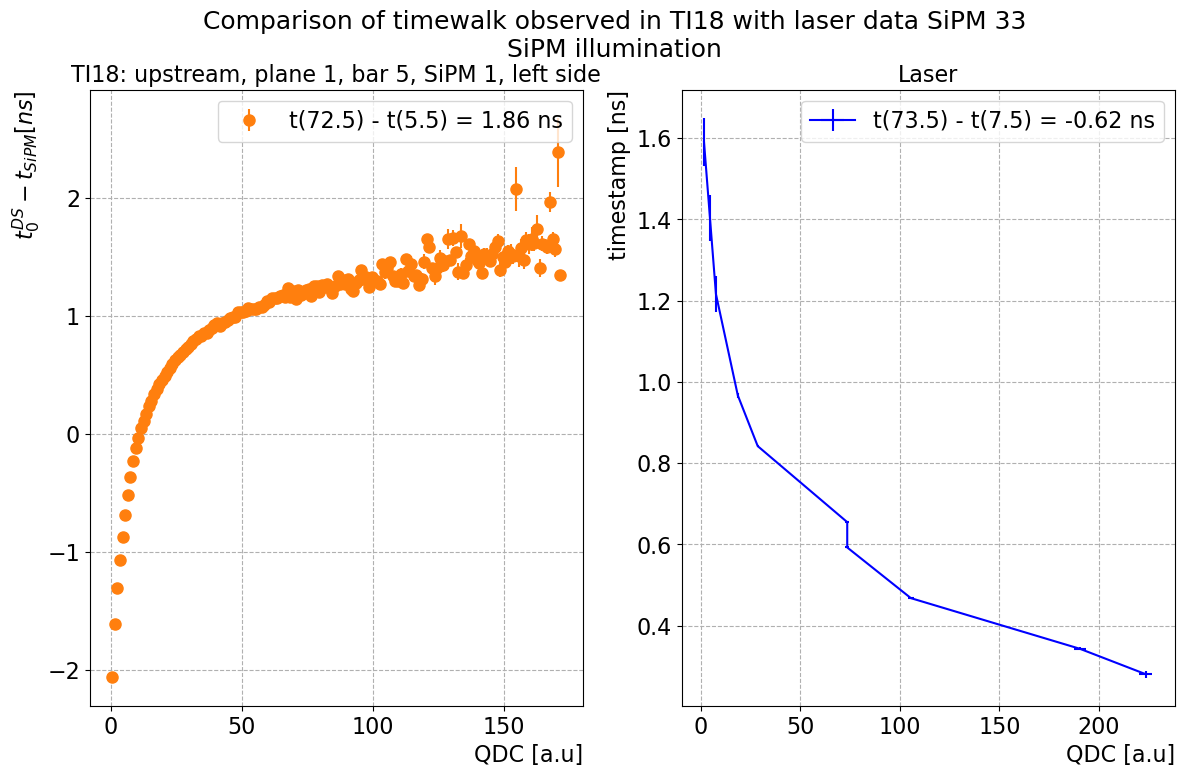 Comparison of timewalk observed in TI18 with laser data SiPM 33
SiPM illumination
TI18: upstream, plane 1, bar 5, SiPM 1, left side
t(72.5) - t(5.5) = 1.86 ns
t_0^{DS} − t_{SiPM}[ns]
2
1
0
−1
−2
0
50
100
150
QDC [a.u]
Laser
t(73.5) - t(7.5) = -0.62 ns
timestamp [ns]
1.6
1.4
1.2
1.0
0.8
0.6
0.4
0
50
100
150
200
QDC [a.u]